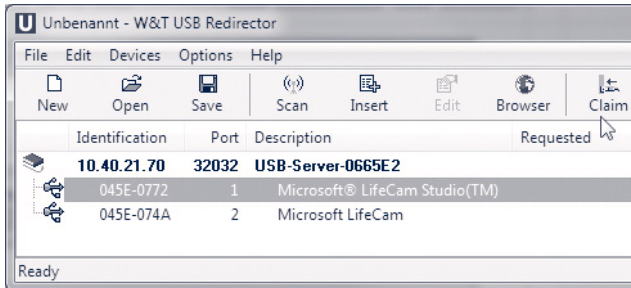 U Unbenannt - W&T USB Redirector
File Edit Devices Options Help
New Open Save Scan Insert Edit Browser Claim
Identification Port Description Requested
10.40.21.70 32032 USB-Server-0665E2
045E-0772 1 Microsoft® LifeCam Studio(TM)
045E-074A 2 Microsoft LifeCam
Ready